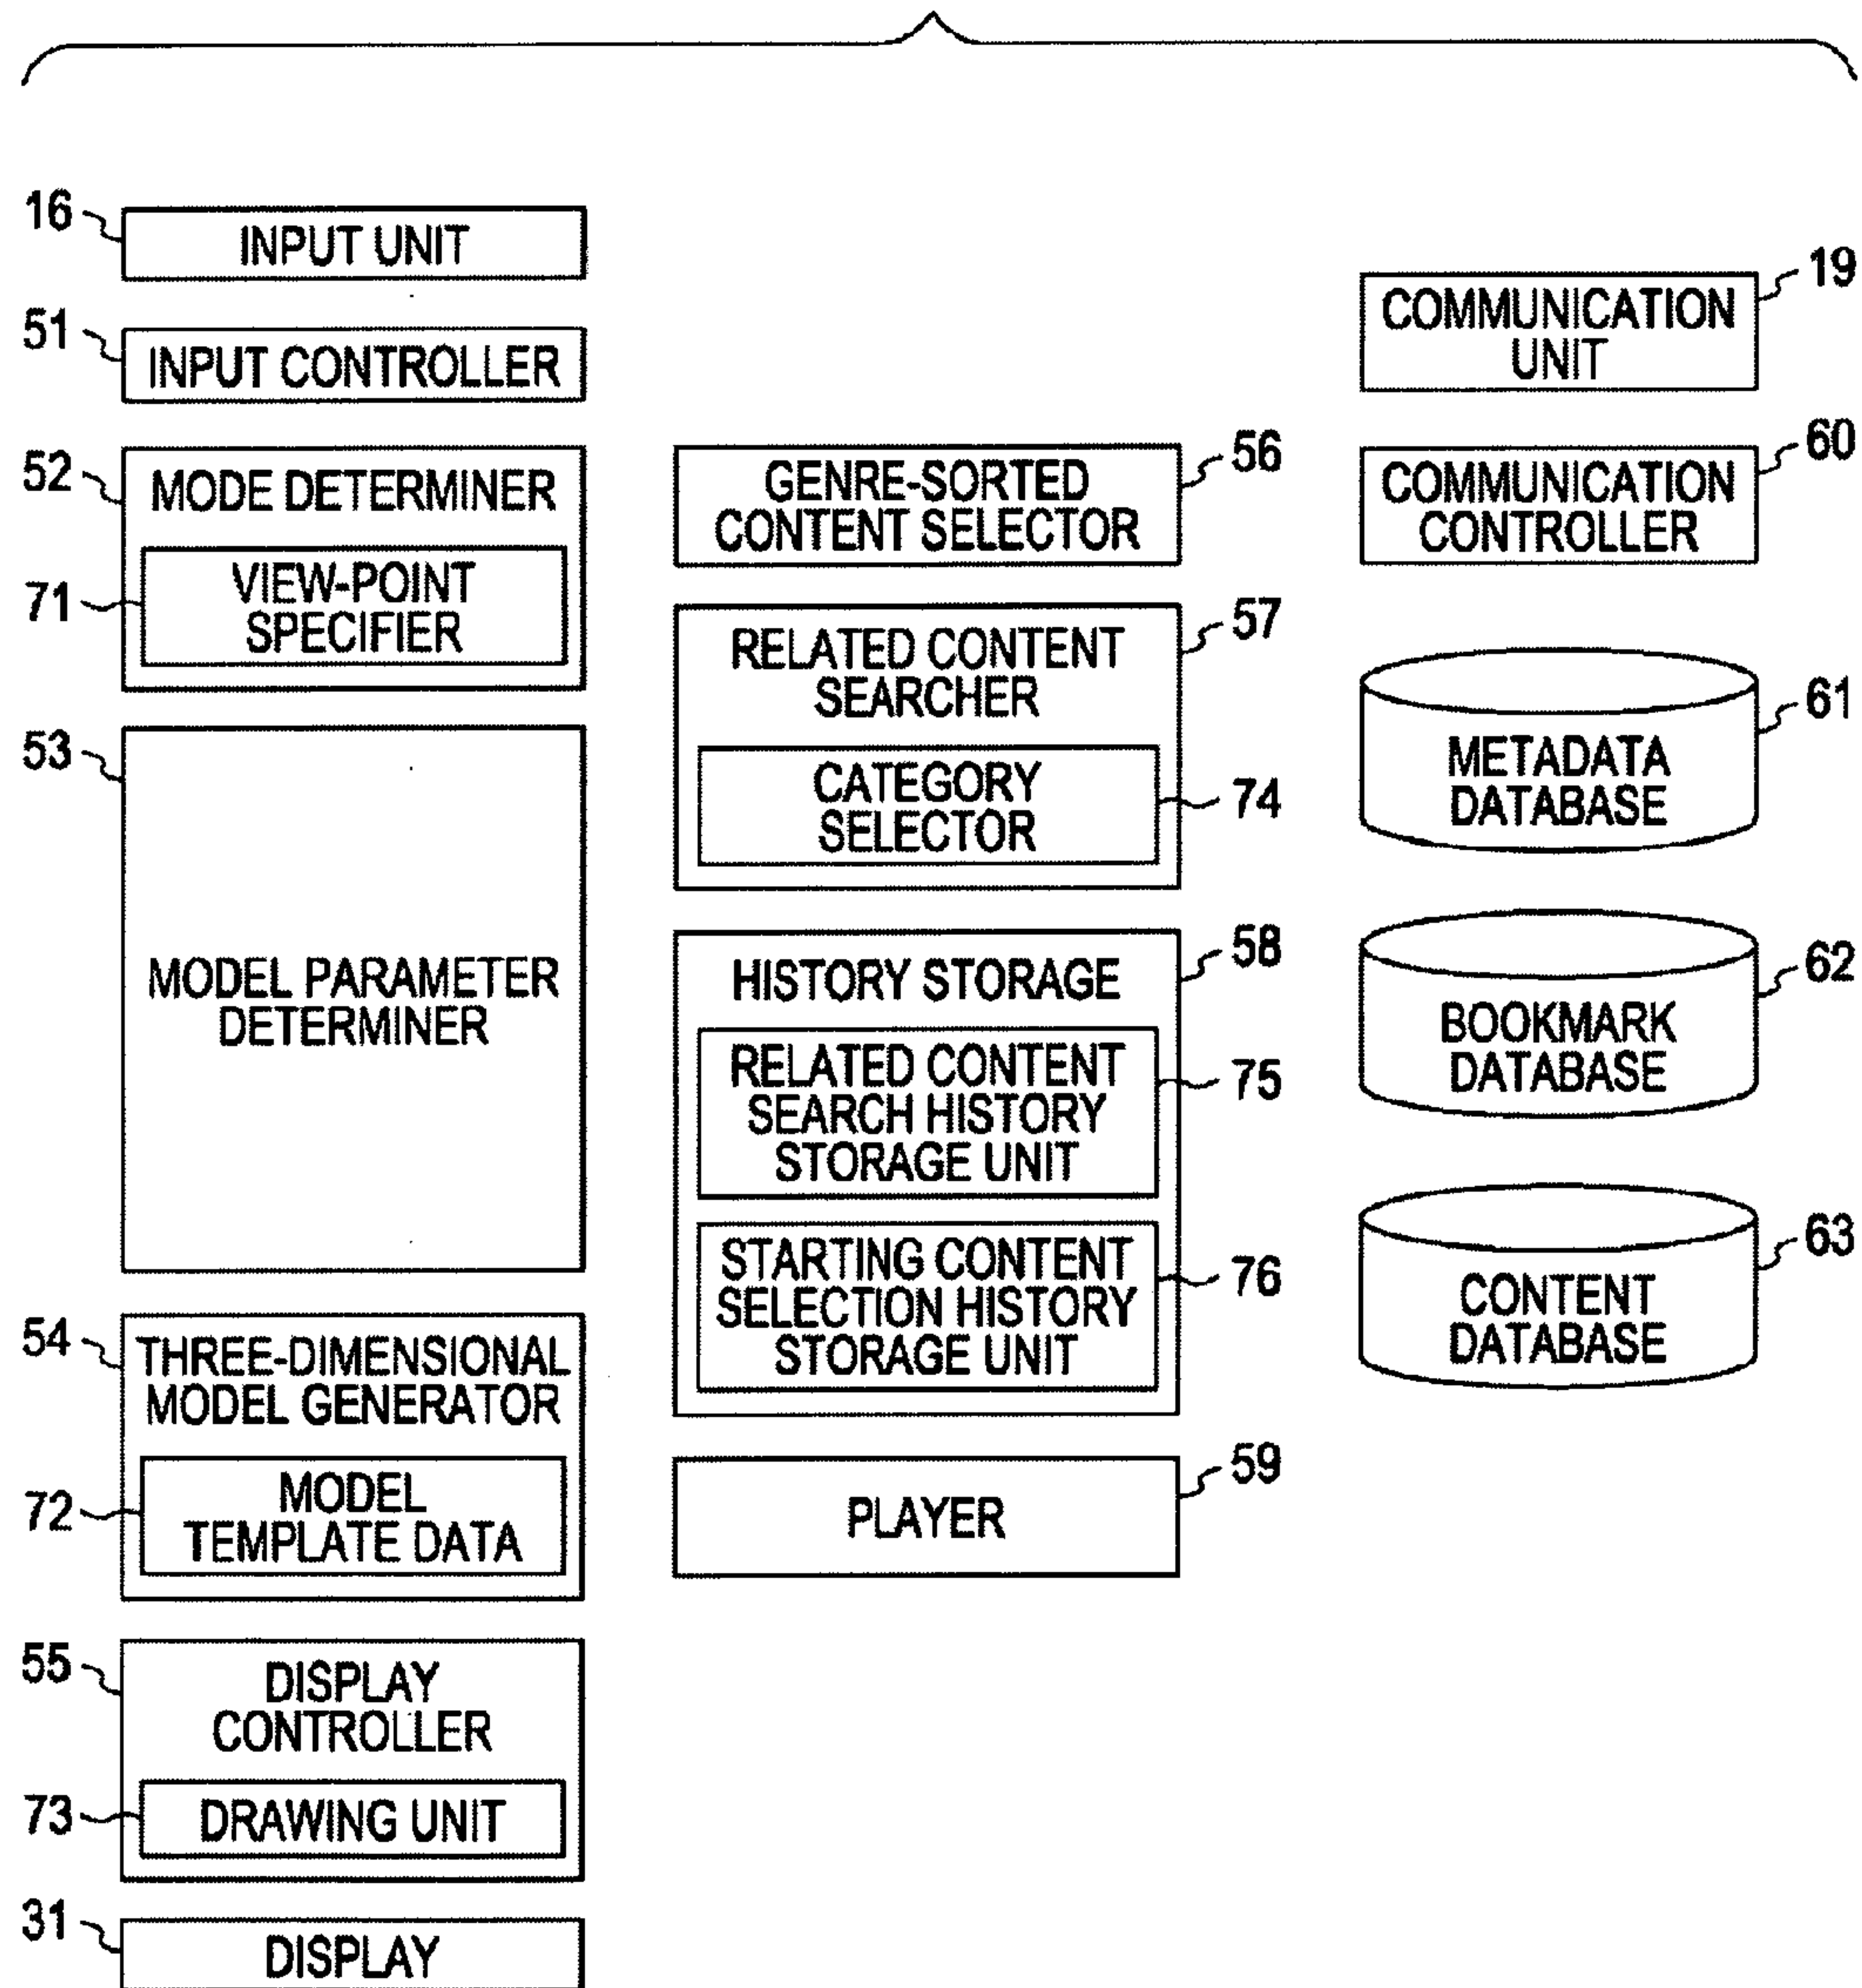 16
INPUT UNIT
51
INPUT CONTROLLER
52
MODE DETERMINER
71
VIEW-POINT
SPECIFIER
53
MODEL PARAMETER
DETERMINER
54
THREE-DIMENSIONAL
MODEL GENERATOR
72
MODEL
TEMPLATE DATA
55
DISPLAY
CONTROLLER
73
DRAWING UNIT
31
DISPLAY
56
GENRE-SORTED
CONTENT SELECTOR
57
RELATED CONTENT
SEARCHER
CATEGORY
SELECTOR
74
58
HISTORY STORAGE
RELATED CONTENT
SEARCH HISTORY
STORAGE UNIT
75
STARTING CONTENT
SELECTION HISTORY
STORAGE UNIT
76
59
PLAYER
19
COMMUNICATION
UNIT
60
COMMUNICATION
CONTROLLER
61
METADATA
DATABASE
62
BOOKMARK
DATABASE
63
CONTENT
DATABASE